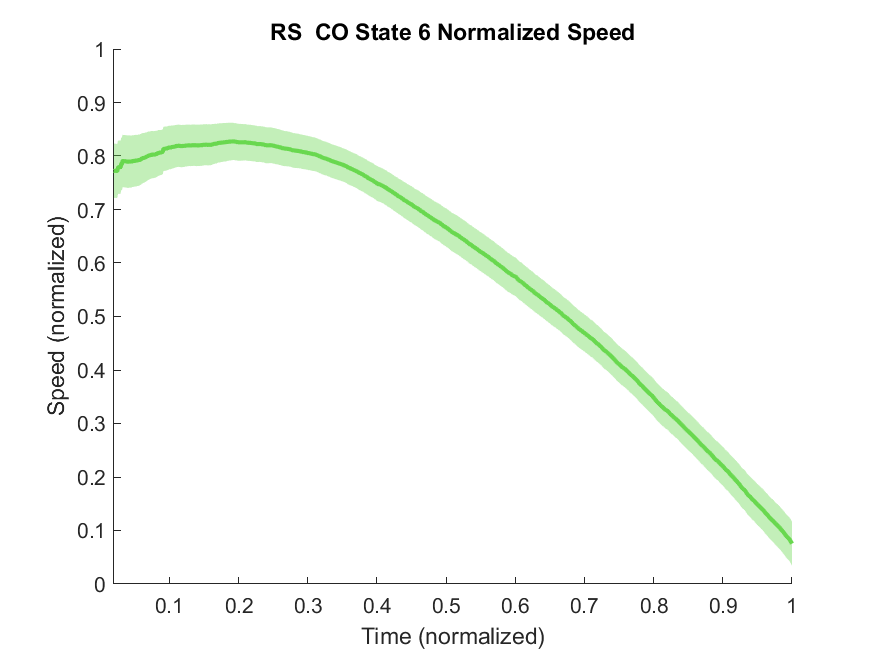 RS  CO State 6 Normalized Speed
1
0.9
0.8
0.7
0.6
0.5
0.4
0.3
0.2
0.1
0
Speed (normalized)
0.1 0.2 0.3 0.4 0.5 0.6 0.7 0.8 0.9 1
Time (normalized)